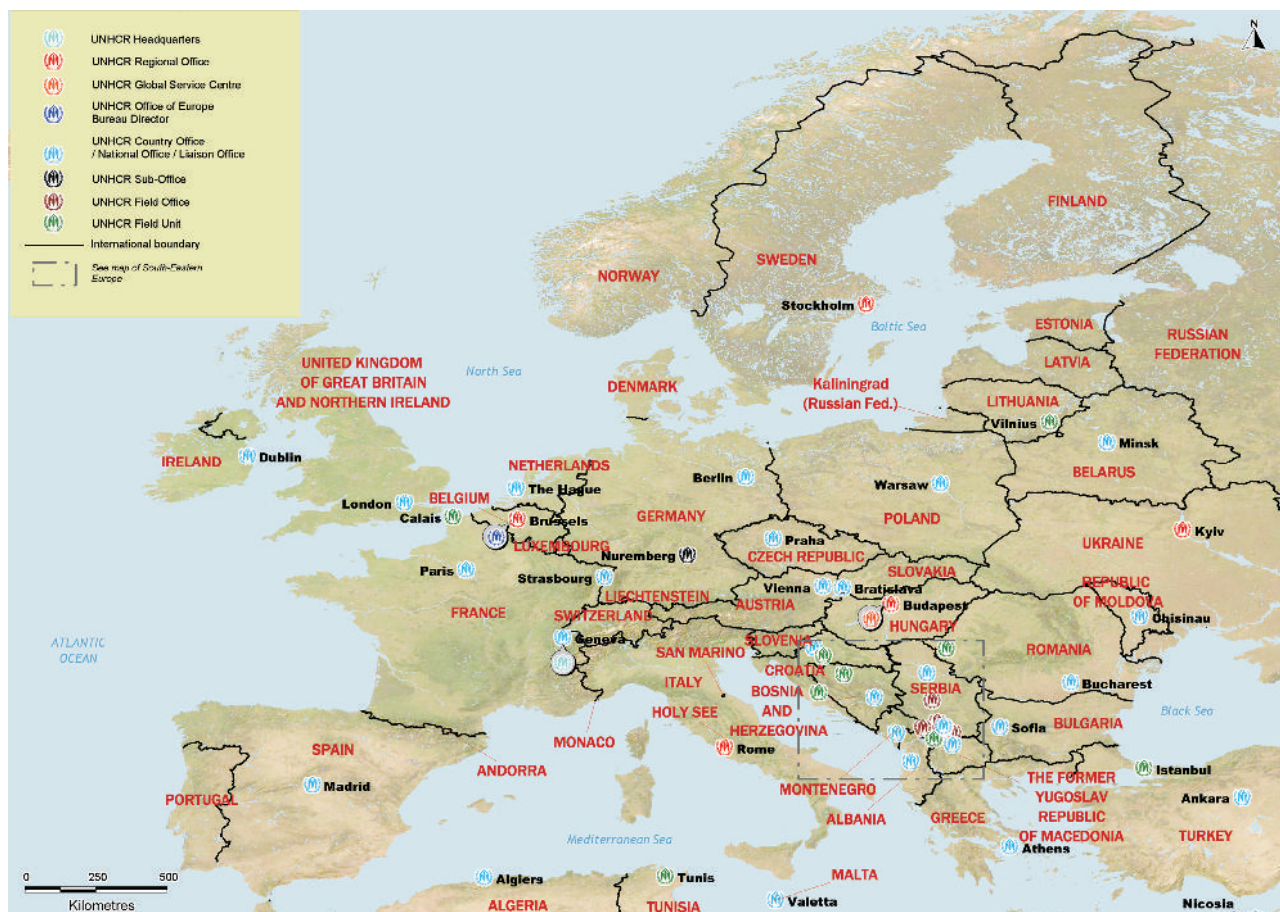 UNHCR Headquarters
UNHCR Regional Office
UNHCR Global Service Centre
UNHCR Office of Europe
Bureau Director
UNHCR Country Office
/ National Office / Liaison Office
UNHCR Sub-Office
UNHCR Field Office
UNHCR Field Unit
International boundary
See map of South-Eastern
Europe
N
FINLAND
SWEDEN
NORWAY
Stockholm
Baltic Sea
ESTONIA
RUSSIAN
FEDERATION
LATVIA
UNITED KINGDOM
OF GREAT BRITAIN
AND NORTHERN IRELAND
North Sea
DENMARK
Kaliningrad
(Russian Fed.)
LITHUANIA
Vilnius
Minsk
BELARUS
IRELAND
Dublin
NETHERLANDS
The Hague
London
BELGIUM
Calais
Brussels
LUXEMBOURG
Berlin
GERMANY
Warsaw
POLAND
Kyiv
UKRAINE
Nuremberg
Praha
CZECH REPUBLIC
Paris
Strasbourg
FRANCE
LIECHTENSTEIN
SWITZERLAND
Geneva
Vienna
AUSTRIA
Bratislava
SLOVAKIA
Budapest
HUNGARY
REPUBLIC
OF MOLDOVA
Chisinau
ATLANTIC
OCEAN
SLOVENIA
SAN MARINO
CROATIA
ITALY
BOSNIA
AND
HERZEGOVINA
HOLY SEE
SERBIA
ROMANIA
Bucharest
Black Sea
Sofia
BULGARIA
MONACO
Rome
SPAIN
ANDORRA
Madrid
PORTUGAL
MONTENEGRO
ALBANIA
GREECE
THE FORMER
YUGOSLAV
REPUBLIC
OF MACEDONIA
Istanbul
Ankara
TURKEY
Athens
Mediterranean Sea
MALTA
Valetta
Algiers
ALGERIA
Tunis
TUNISIA
Nicosia
0 250 500
Kilometres